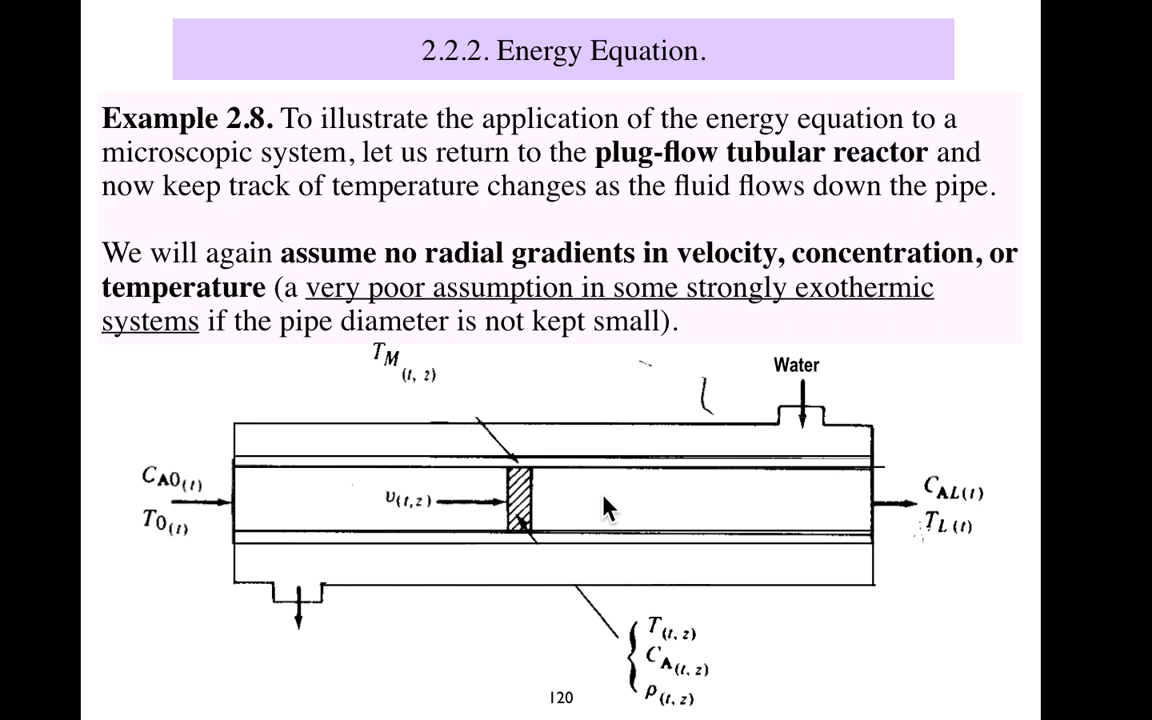 2.2.2. Energy Equation.
Example 2.8. To illustrate the application of the energy equation to a
microscopic system, let us return to the plug-flow tubular reactor and
now keep track of temperature changes as the fluid flows down the pipe.
We will again assume no radial gradients in velocity, concentration, or
temperature (a very poor assumption in some strongly exothermic
systems if the pipe diameter is not kept small).
TM(t, z)
Water
CA0(t)
T0(t)
υ(t,z)
CAL(t)
TL(t)
T(t, z)
CA(t, z)
ρ(t, z)
120